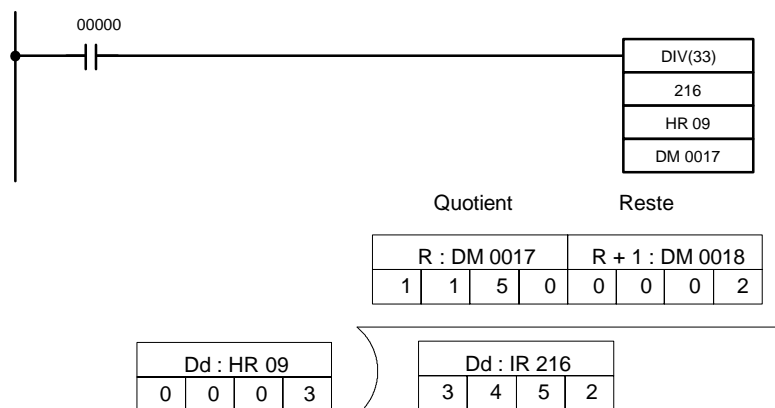 00000
DIV(33)
216
HR 09
DM 0017
Quotient Reste
R : DM 0017 R + 1 : DM 0018
1 1 5 0 0 0 0 2
Dd : HR 09 Dd : IR 216
0 0 0 3 3 4 5 2